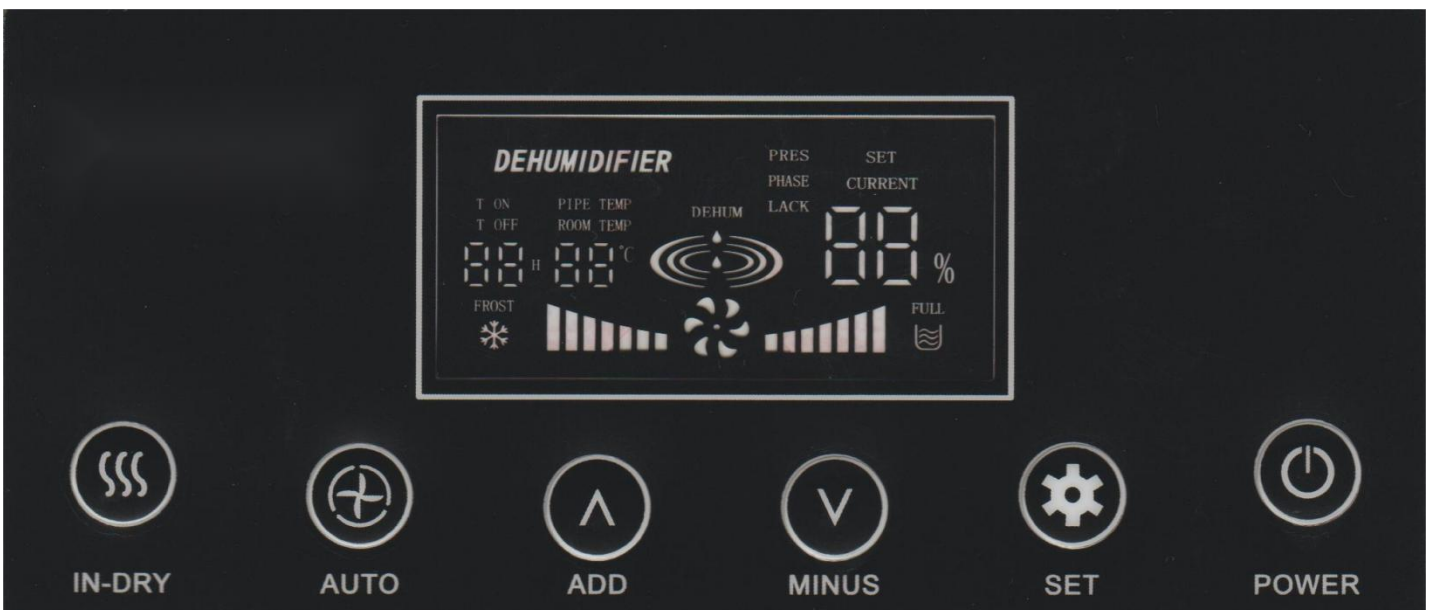 DEHUMIDIFIER
PRES
PHASE
LACK
SET
CURRENT
T ON
T OFF
PIPE TEMP
ROOM TEMP
DEHUM
88 H
88 °C
88 %
FROST
FULL
IN-DRY
AUTO
ADD
MINUS
SET
POWER